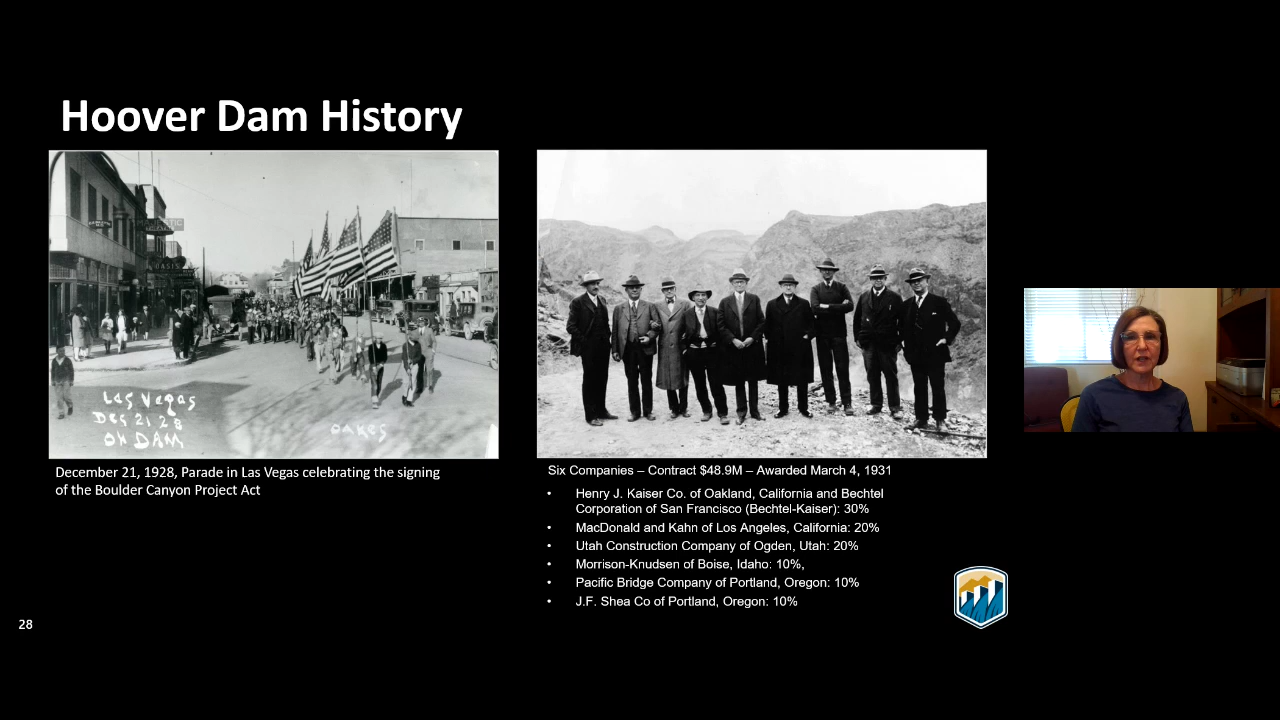 Hoover Dam History
MAJESTIC
OASIS
Las Vegas
Dec 21 28
On DAM
oakes
December 21, 1928, Parade in Las Vegas celebrating the signing
of the Boulder Canyon Project Act
Six Companies – Contract $48.9M – Awarded March 4, 1931
• Henry J. Kaiser Co. of Oakland, California and Bechtel
Corporation of San Francisco (Bechtel-Kaiser): 30%
• MacDonald and Kahn of Los Angeles, California: 20%
• Utah Construction Company of Ogden, Utah: 20%
• Morrison-Knudsen of Boise, Idaho: 10%,
• Pacific Bridge Company of Portland, Oregon: 10%
• J.F. Shea Co of Portland, Oregon: 10%
28